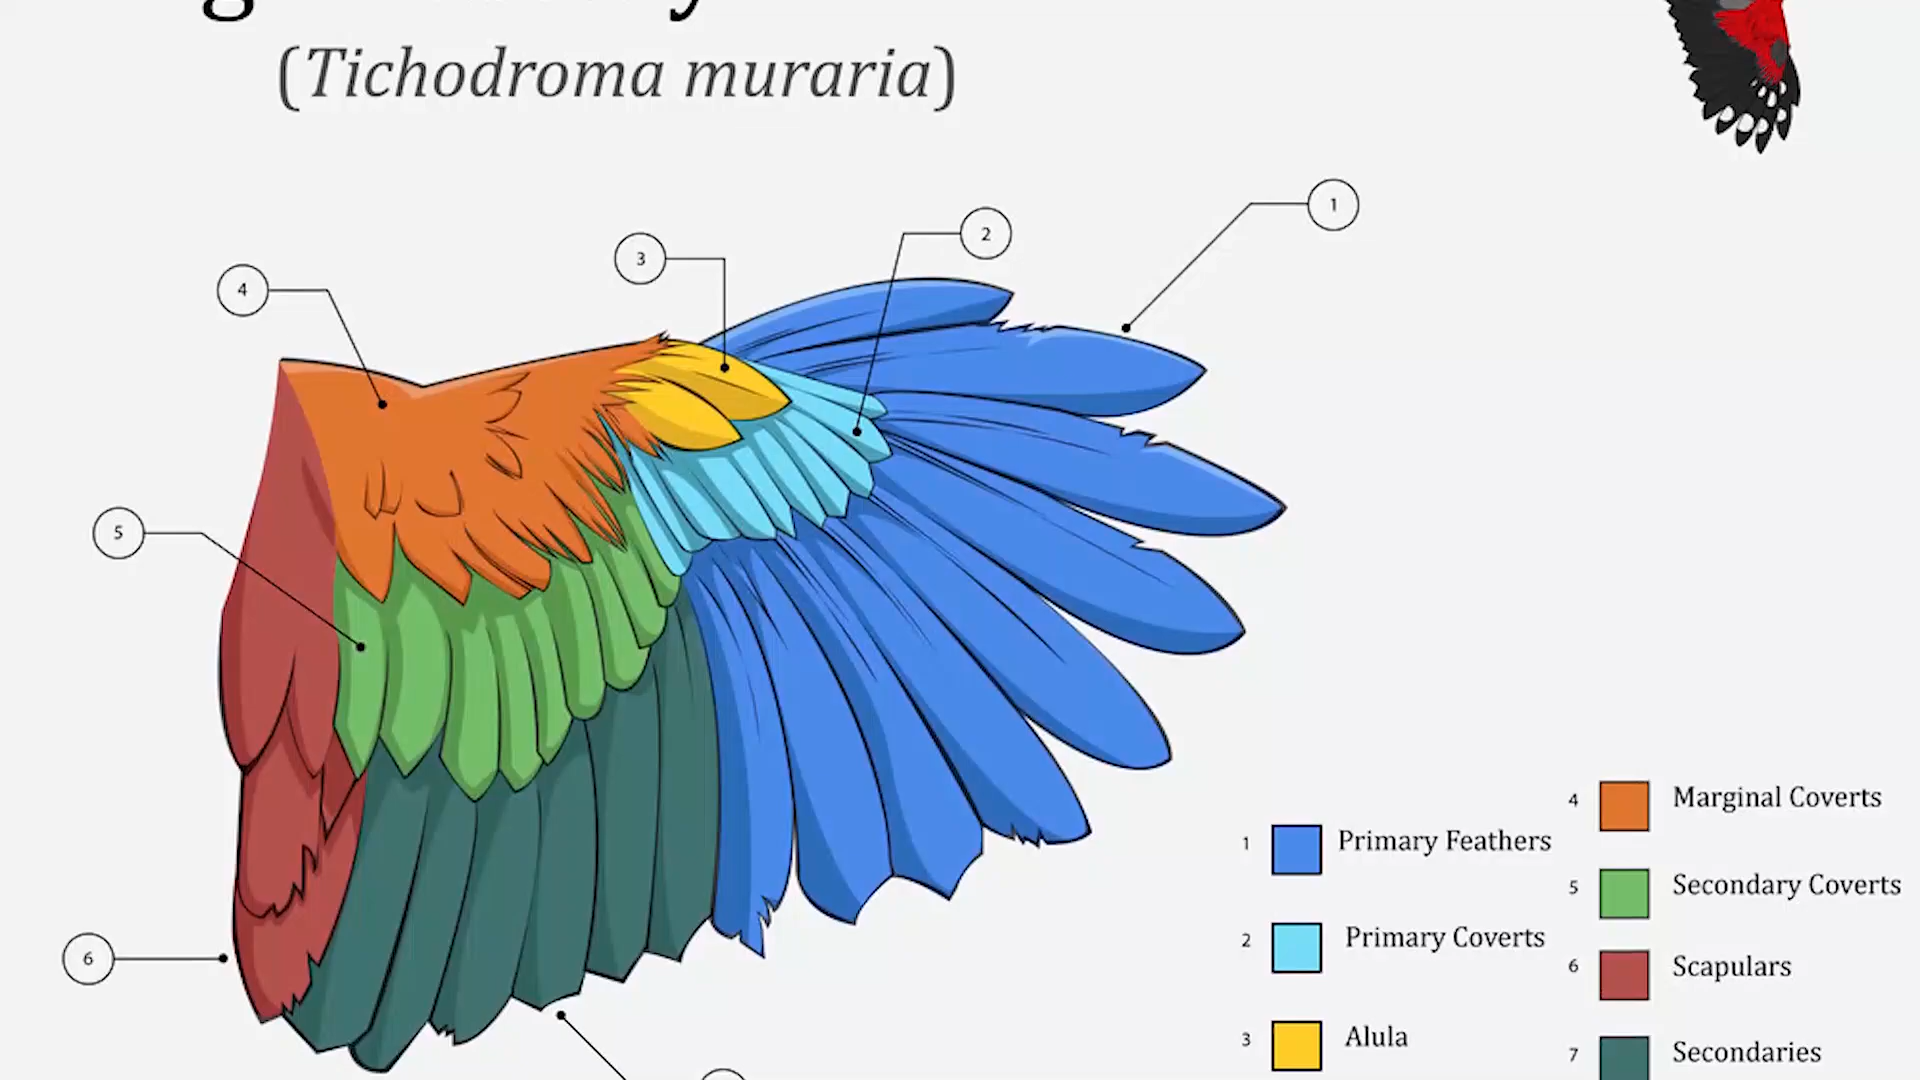 (Tichodroma muraria)
1
2
3
4
5
6
4 Marginal Coverts
1 Primary Feathers
5 Secondary Coverts
2 Primary Coverts
6 Scapulars
3 Alula
7 Secondaries